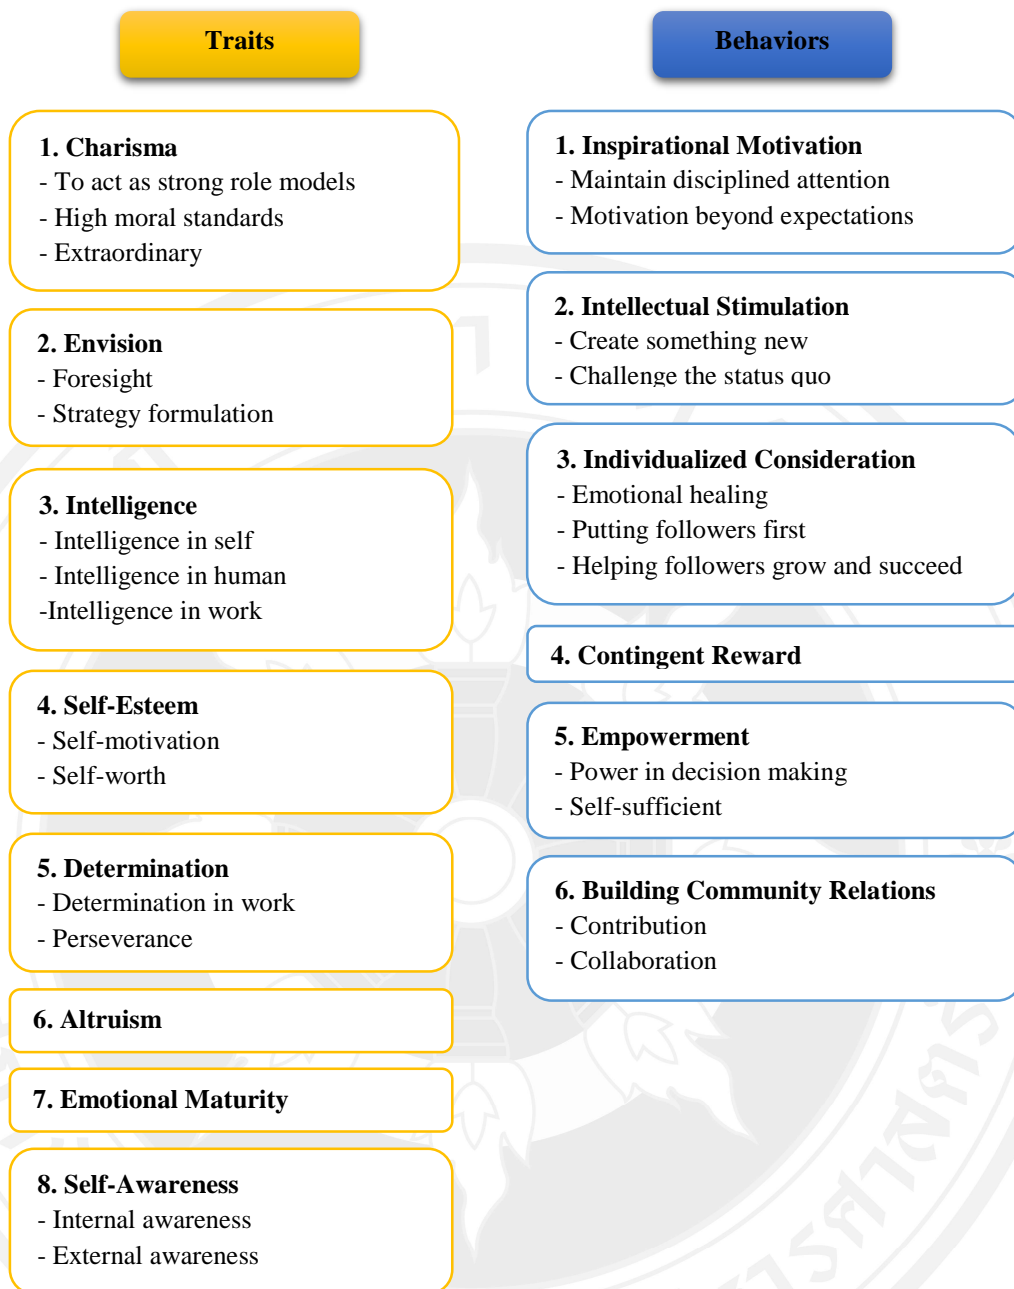 Traits
1. Charisma
- To act as strong role models
- High moral standards
- Extraordinary
2. Envision
- Foresight
- Strategy formulation
3. Intelligence
- Intelligence in self
- Intelligence in human
-Intelligence in work
4. Self-Esteem
- Self-motivation
- Self-worth
5. Determination
- Determination in work
- Perseverance
6. Altruism
7. Emotional Maturity
8. Self-Awareness
- Internal awareness
- External awareness
Behaviors
1. Inspirational Motivation
- Maintain disciplined attention
- Motivation beyond expectations
2. Intellectual Stimulation
- Create something new
- Challenge the status quo
3. Individualized Consideration
- Emotional healing
- Putting followers first
- Helping followers grow and succeed
4. Contingent Reward
5. Empowerment
- Power in decision making
- Self-sufficient
6. Building Community Relations
- Contribution
- Collaboration